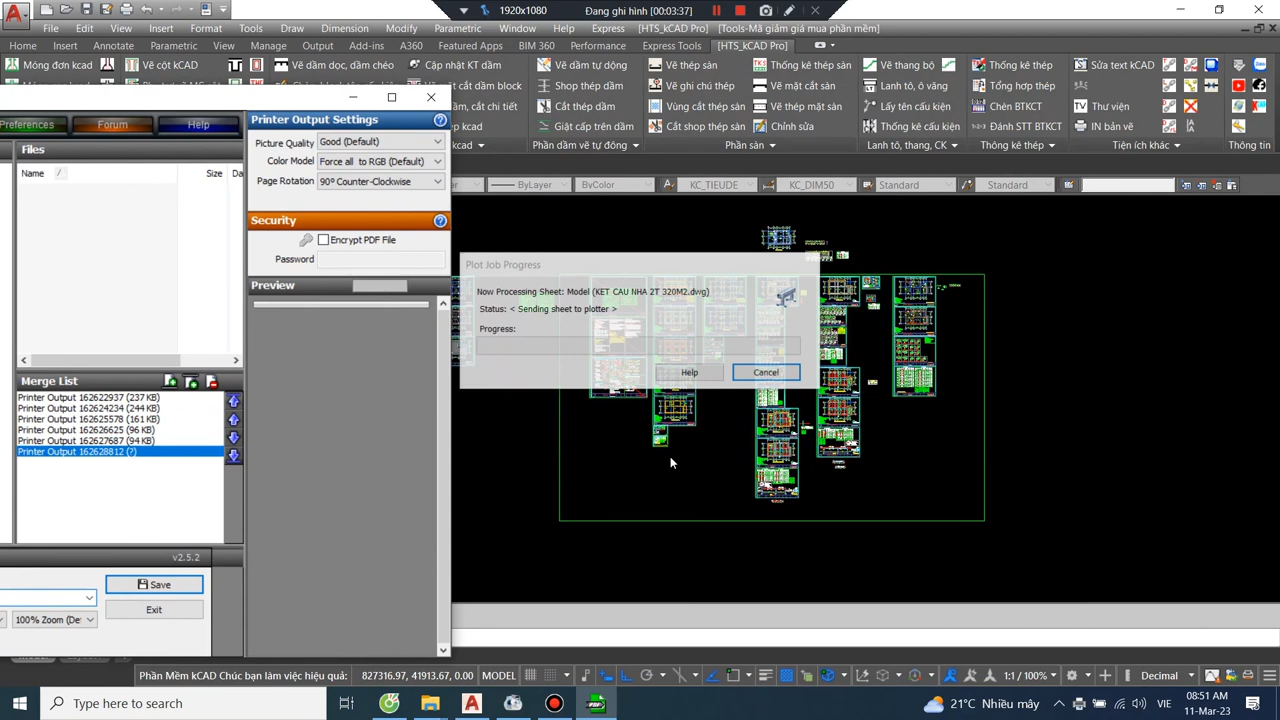 1920x1080
Đang ghi hình [00:03:37]
Edit
View
Insert
Format
Tools
Draw
Dimension
Modify
Parametric
Window
Help
Express
[HTS_kCAD Pro]
[Tools-Mã giảm giá mua phần mềm]
Home
Insert
Annotate
Parametric
View
Manage
Output
Add-ins
A360
Featured Apps
BIM 360
Performance
Express Tools
[HTS_kCAD Pro]
Móng đơn kcad
Vẽ cột kCAD
Vẽ dầm dọc, dầm chéo
Cập nhật KT dầm
Vẽ dầm tự động
Vẽ thép sàn
Thống kê thép sàn
Vẽ thang bộ
Thống kê thép
Sửa text kCAD
Shop thép dầm
Vẽ ghi chú thép
Vẽ mặt cắt sàn
Lanh tô, ô văng
Tổng hợp thép
Cắt thép dầm
Vùng cắt thép sàn
Vẽ thép mặt sàn
Lấy tên cấu kiện
Chèn BTKCT
Thư viện
Giật cấp trên dầm
Cắt shop thép sàn
Chỉnh sửa
Thống kê cấu kiện
Đánh STT BTKCT
IN bản vẽ
Phần dầm vẽ tự động
Phần sàn
Lanh tô, thang, CK
Tiện ích khác
Thông tin
ByLayer
ByColor
KC_TIEUDE
KC_DIM50
Standard
Standard
Preferences
Forum
Help
Printer Output Settings
Picture Quality
Good (Default)
Color Model
Force all to RGB (Default)
Page Rotation
90º Counter-Clockwise
Files
Name
Size
Da
Security
Encrypt PDF File
Password
Preview
Plot Job Progress
Now Processing Sheet: Model (KET CAU NHA 2T 320M2.dwg)
Status: < Sending sheet to plotter >
Progress:
Help
Cancel
Merge List
Printer Output 162622937 (237 KB)
Printer Output 162624234 (244 KB)
Printer Output 162625578 (161 KB)
Printer Output 162626625 (96 KB)
Printer Output 162627687 (94 KB)
Printer Output 162628812 (?)
v2.5.2
Save
Exit
100% Zoom (De
Phần Mềm kCAD Chúc bạn làm việc hiệu quả:
827316.97, 41913.67, 0.00
MODEL
1:1 / 100%
Decimal
Type here to search
21°C Nhiều mây
VIE
08:51 AM
11-Mar-23